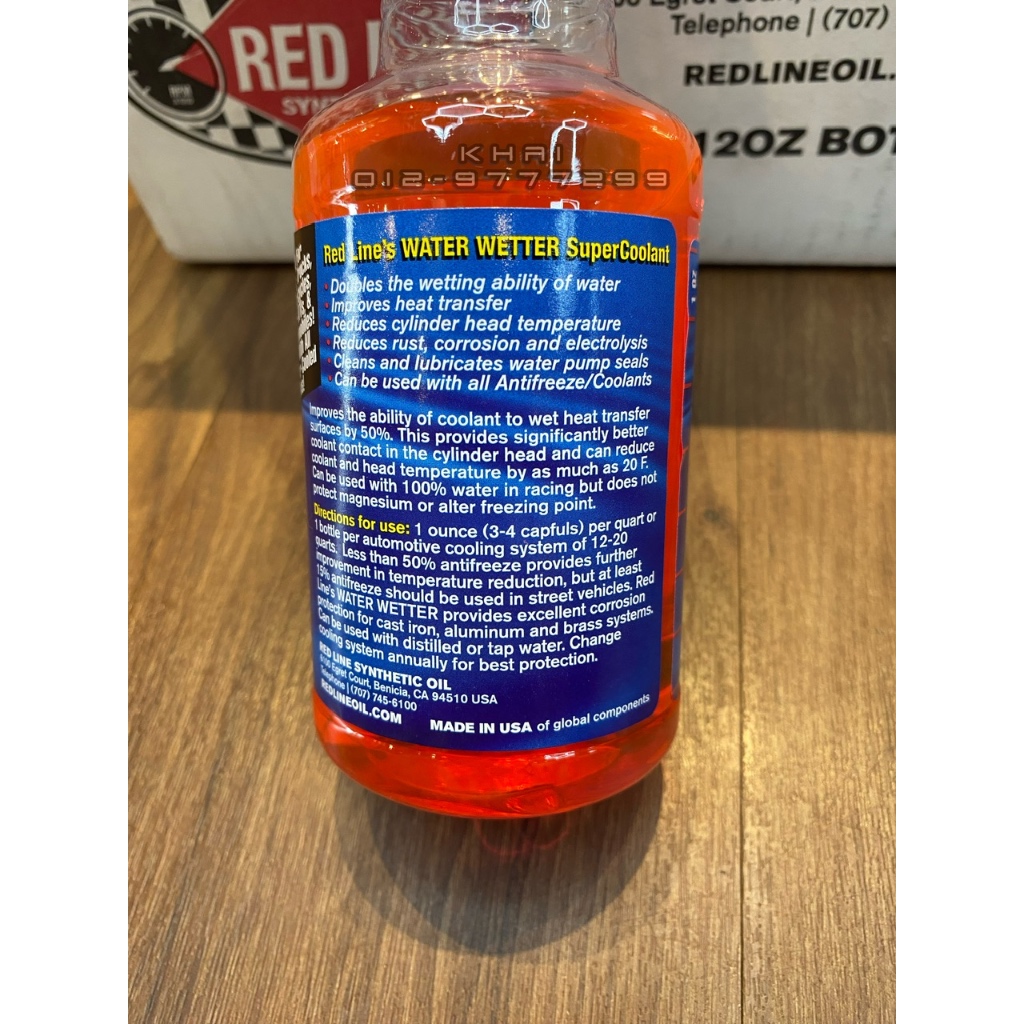 Telephone | (707)
RED
REDLINEOIL.
12OZ BOT
KHAI
012-9777299
Red Line's WATER WETTER SuperCoolant
Doubles the wetting ability of water
Improves heat transfer
Reduces cylinder head temperature
Reduces rust, corrosion and electrolysis
Cleans and lubricates water pump seals
Can be used with all Antifreeze/Coolants
Improves the ability of coolant to wet heat transfer
surfaces by 50%. This provides significantly better
coolant contact in the cylinder head and can reduce
coolant and head temperature by as much as 20 F.
Can be used with 100% water in racing but does not
protect magnesium or alter freezing point.
Directions for use: 1 ounce (3-4 capfuls) per quart or
1 bottle per automotive cooling system of 12-20
quarts. Less than 50% antifreeze provides further
improvement in temperature reduction, but at least
15% antifreeze should be used in street vehicles. Red
Line's WATER WETTER provides excellent corrosion
protection for cast iron, aluminum and brass systems.
Can be used with distilled or tap water. Change
cooling system annually for best protection.
RED LINE SYNTHETIC OIL
Egret Court, Benicia, CA 94510 USA
Telephone | (707) 745-6100
REDLINEOIL.COM
MADE IN USA of global components
1 OZ